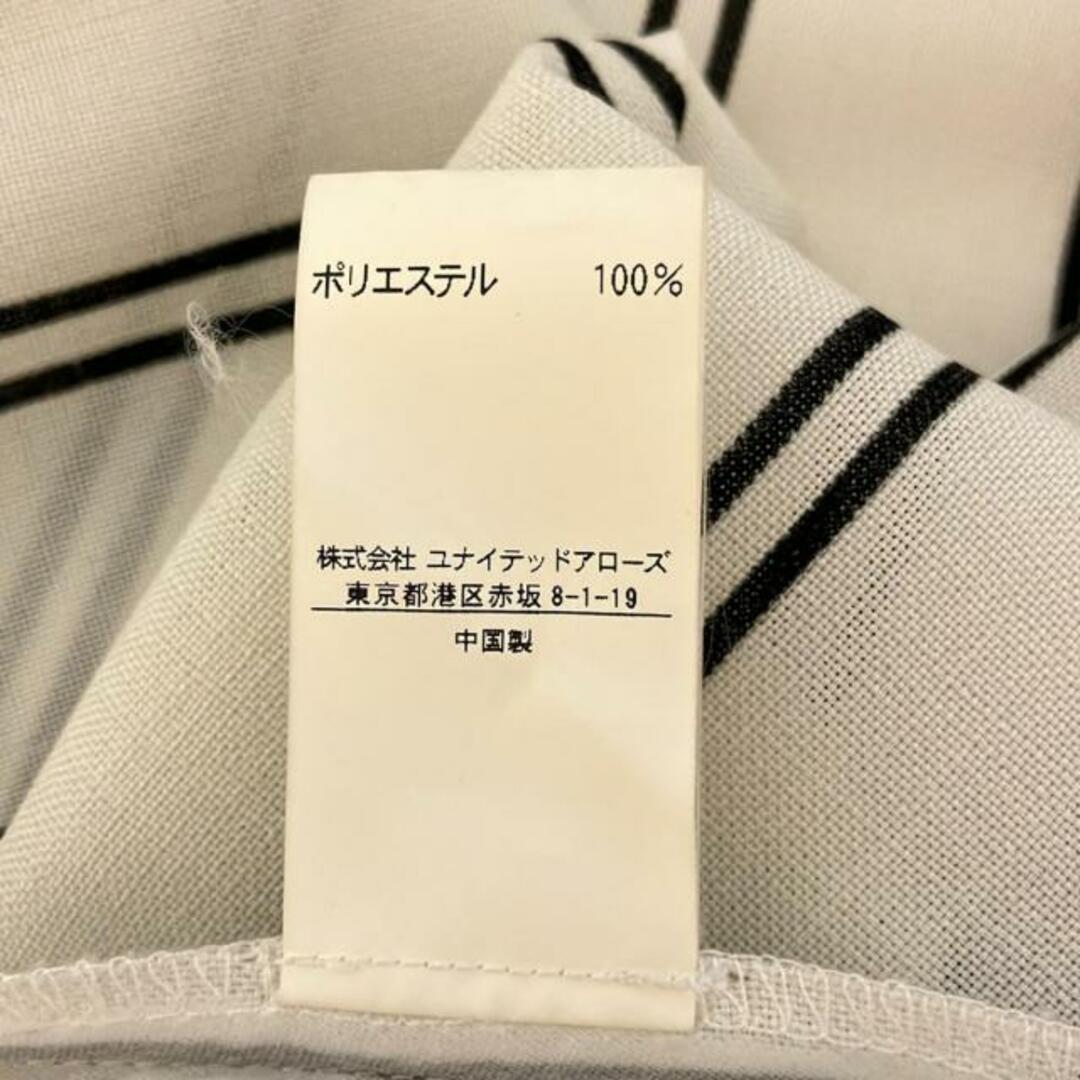 ポリエステル 100%
株式会社 ユナイテッドアローズ
東京都港区赤坂 8-1-19
中国製